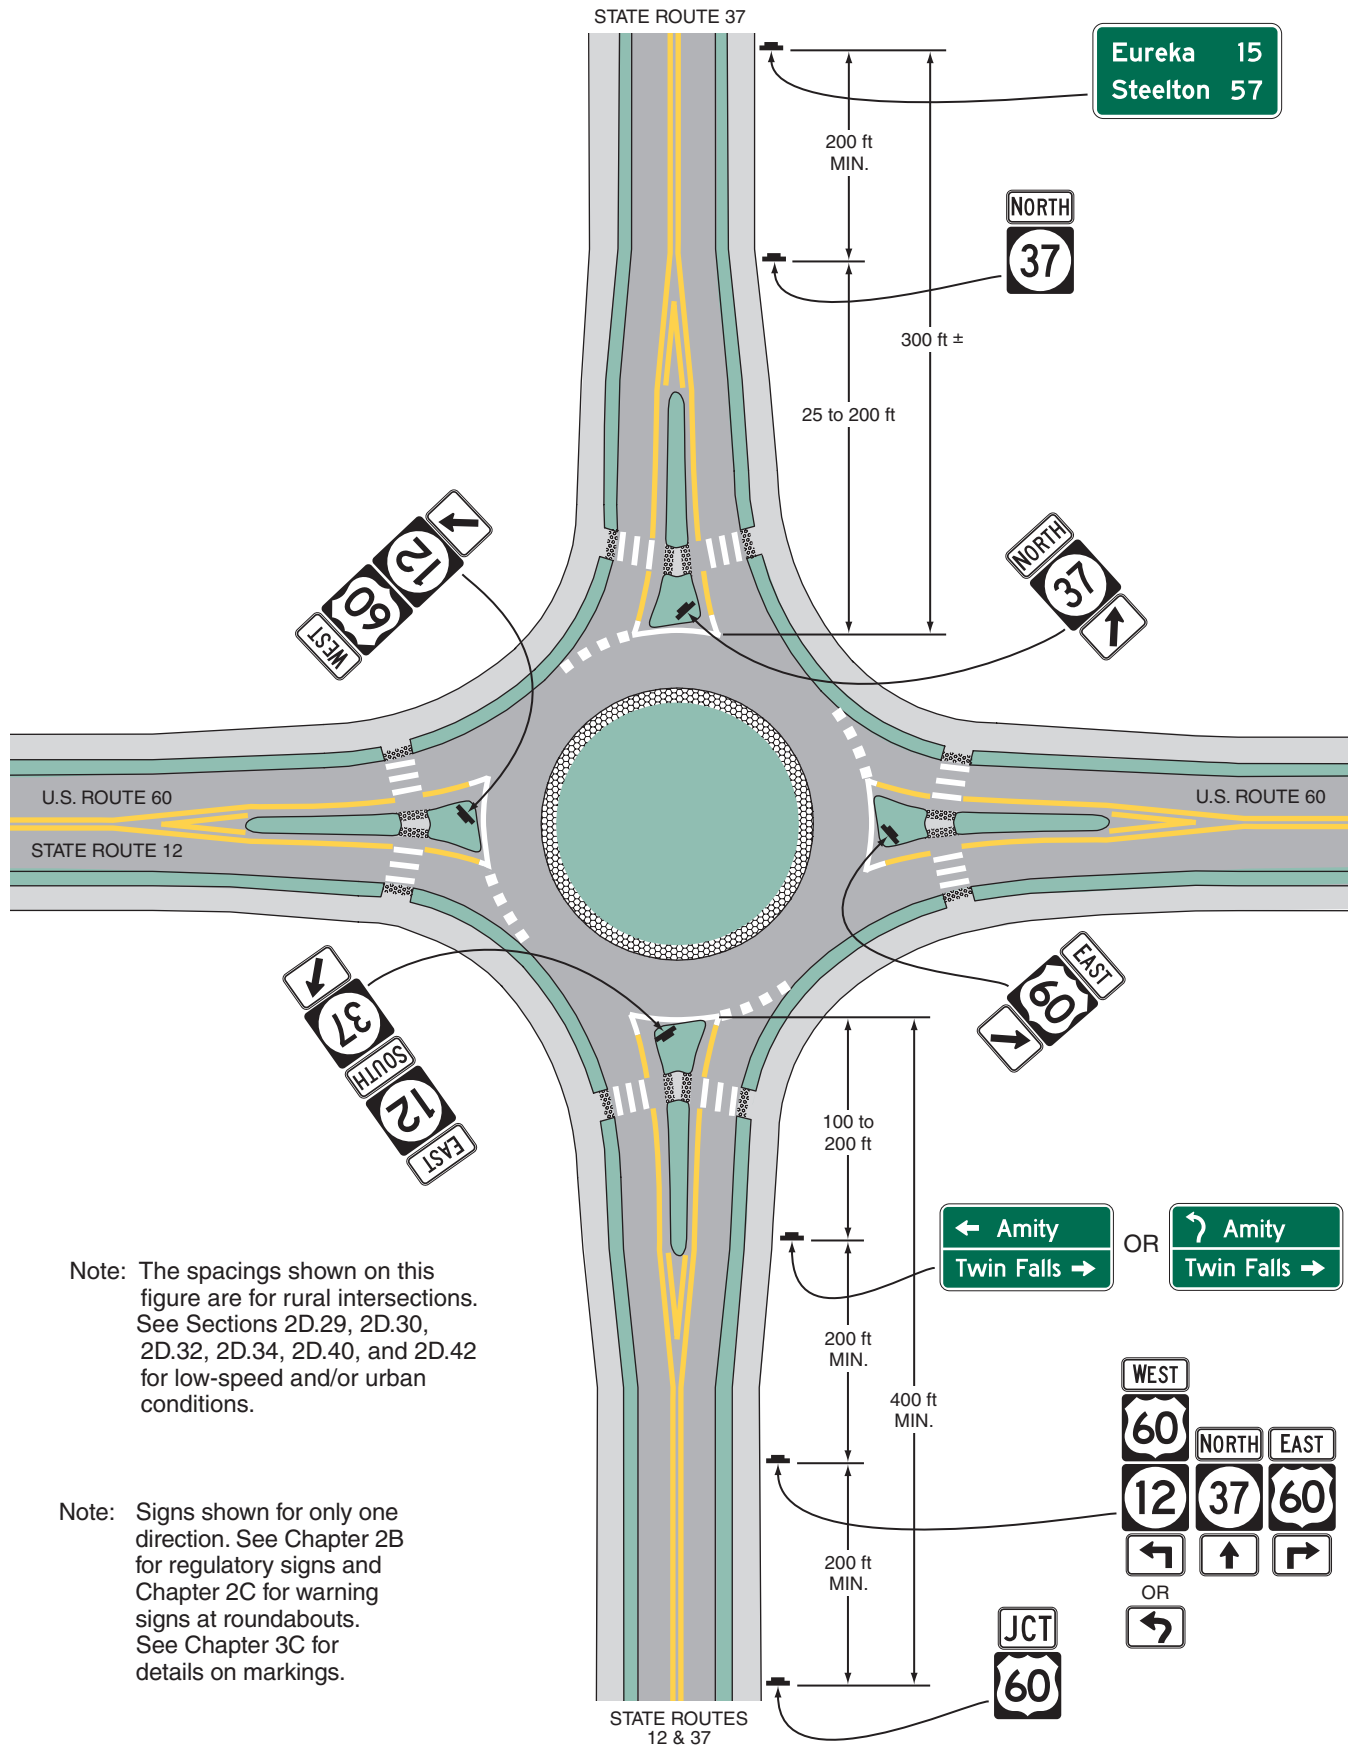 STATE ROUTE 37
Eureka 15
Steelton 57
200 ft
MIN.
NORTH
37
300 ft ±
25 to 200 ft
12
60
WEST
NORTH
37
U.S. ROUTE 60
STATE ROUTE 12
U.S. ROUTE 60
37
SOUTH
12
EAST
EAST
60
100 to
200 ft
Amity
Twin Falls
OR
Amity
Twin Falls
200 ft
MIN.
400 ft
MIN.
WEST
60
NORTH EAST
12 37 60
OR
200 ft
MIN.
JCT
60
Note: The spacings shown on this
figure are for rural intersections.
See Sections 2D.29, 2D.30,
2D.32, 2D.34, 2D.40, and 2D.42
for low-speed and/or urban
conditions.
Note: Signs shown for only one
direction. See Chapter 2B
for regulatory signs and
Chapter 2C for warning
signs at roundabouts.
See Chapter 3C for
details on markings.
STATE ROUTES
12 & 37